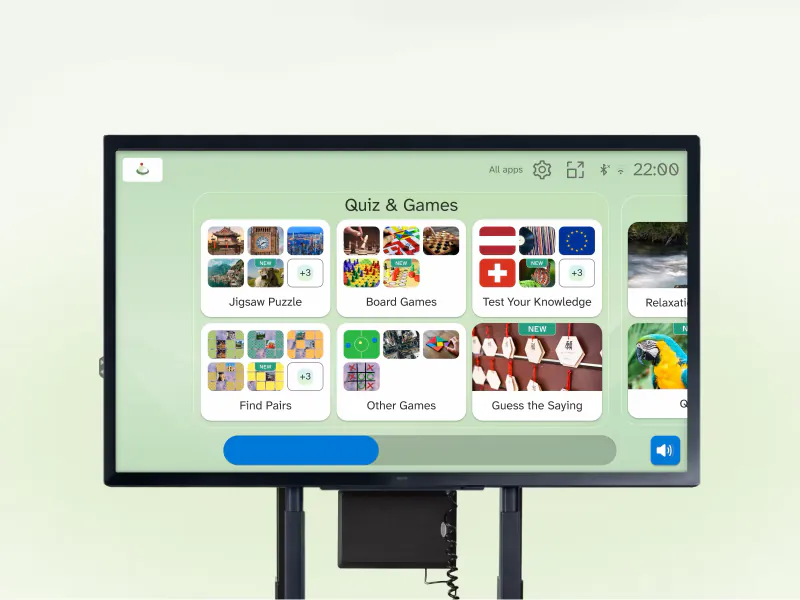 All apps
22:00
Quiz & Games
NEW
+3
Jigsaw Puzzle
NEW
Board Games
NEW
+3
Test Your Knowledge
NEW
+3
Find Pairs
Other Games
NEW
Guess the Saying
Relaxati
N
Q